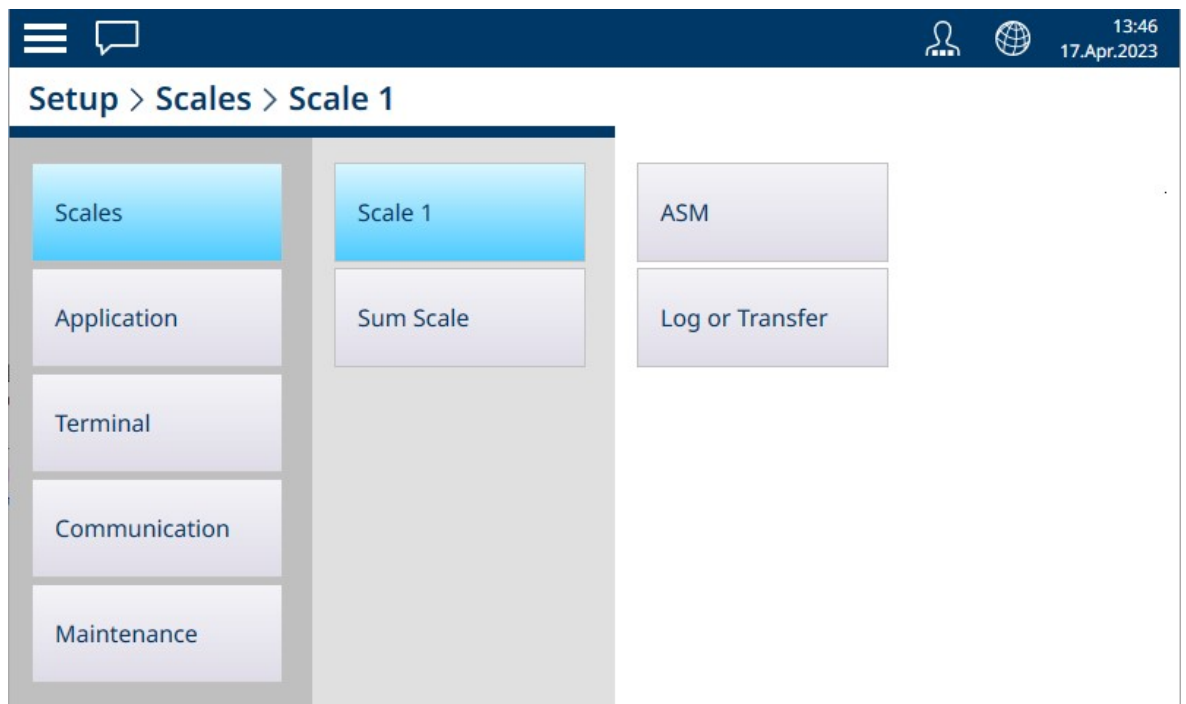 13:46
17.Apr.2023
Setup > Scales > Scale 1
Scales
Scale 1
ASM
Application
Sum Scale
Log or Transfer
Terminal
Communication
Maintenance